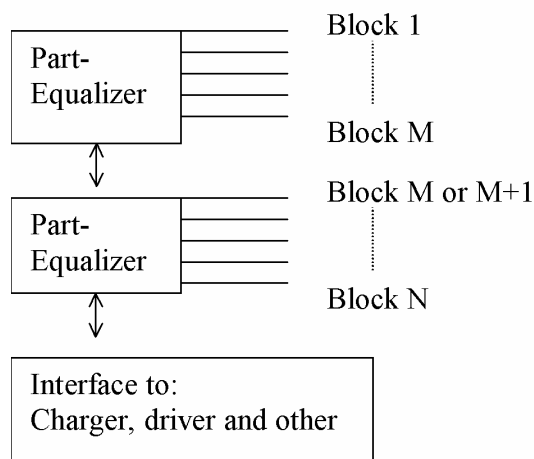 Part-
Equalizer
Block 1
Block M
Part-
Equalizer
Block M or M+1
Block N
Interface to:
Charger, driver and other